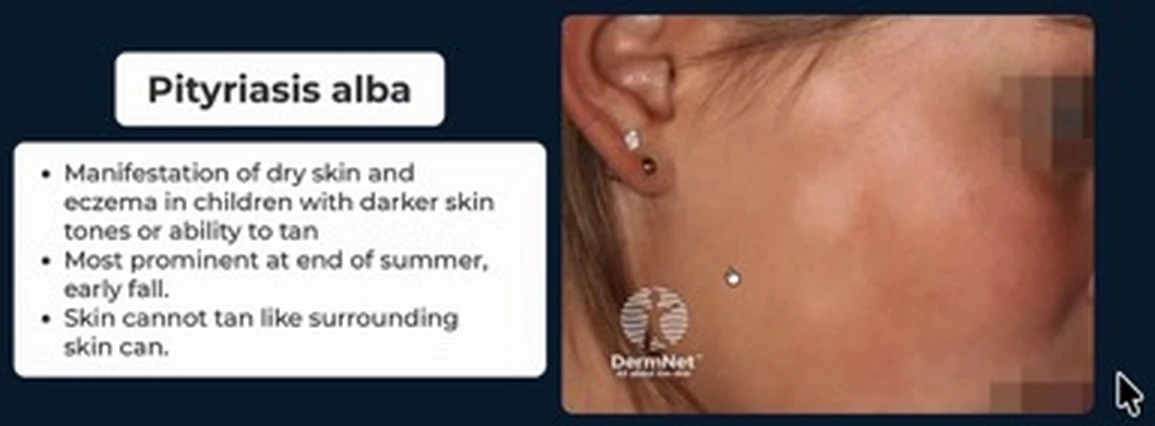 Pityriasis alba
• Manifestation of dry skin and
eczema in children with darker skin
tones or ability to tan
• Most prominent at end of summer,
early fall.
• Skin cannot tan like surrounding
skin can.
DermNet